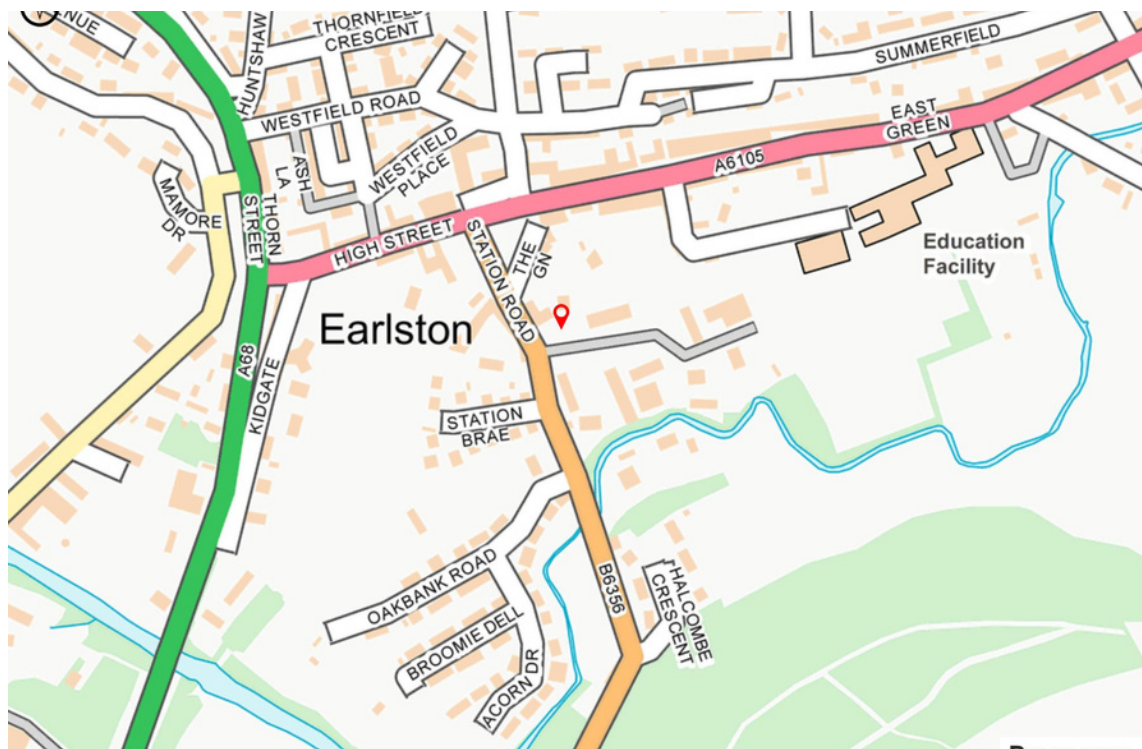 THORNFIELD
CRESCENT
HUNTSHAW
SUMMERFIELD
WESTFIELD ROAD
EAST
GREEN
A6105
ASH
LA
WESTFIELD
PLACE
MAMORE
DR
THORN
STREET
HIGH STREET
STATION ROAD
THE
GN
Education
Facility
Earlston
A68
KIDGATE
STATION
BRAE
OAKBANK ROAD
B6356
HALCOMBE
CRESCENT
BROOMIE DELL
ACORN DR